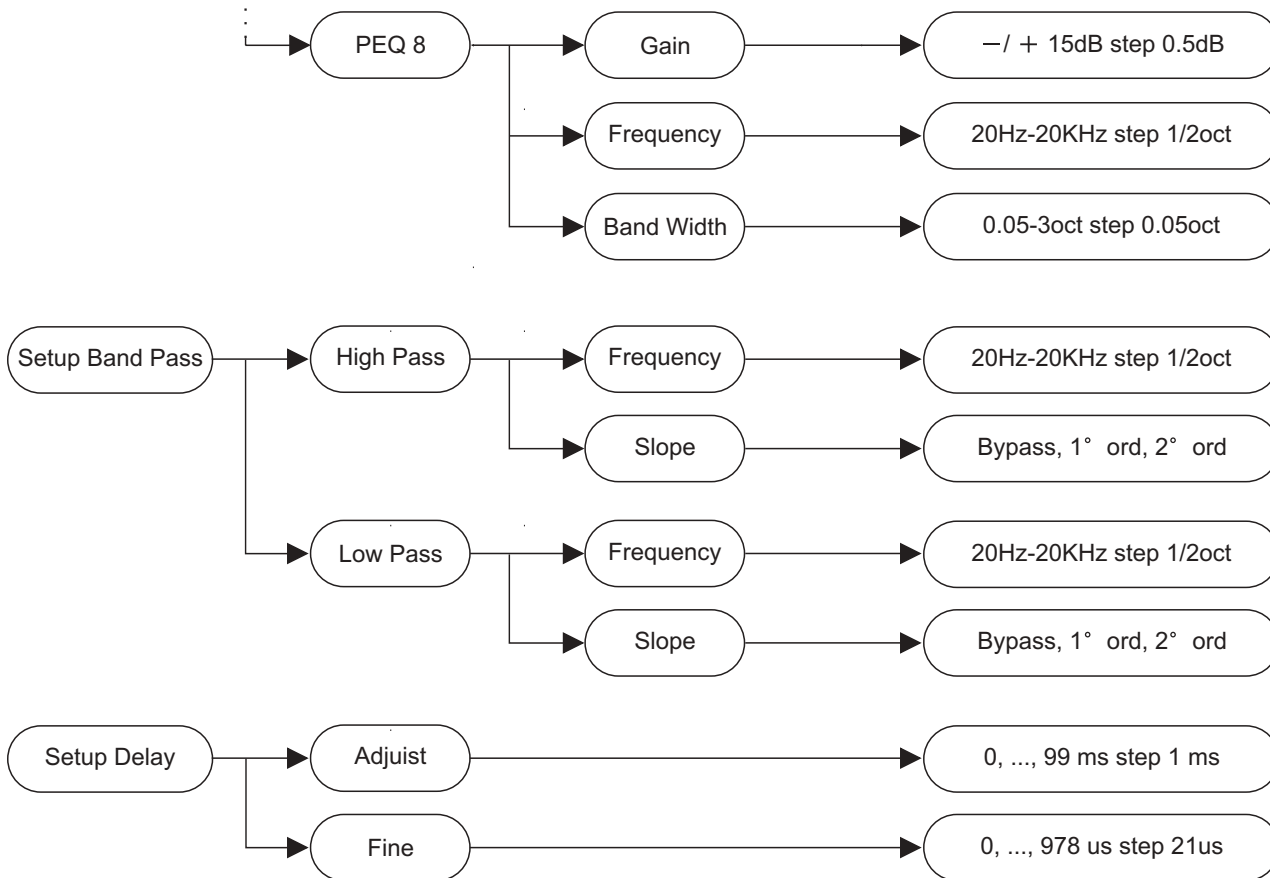 PEQ 8
Gain
−/ + 15dB step 0.5dB
Frequency
20Hz-20KHz step 1/2oct
Band Width
0.05-3oct step 0.05oct
Setup Band Pass
High Pass
Frequency
20Hz-20KHz step 1/2oct
Slope
Bypass, 1° ord, 2° ord
Low Pass
Frequency
20Hz-20KHz step 1/2oct
Slope
Bypass, 1° ord, 2° ord
Setup Delay
Adjuist
0, ..., 99 ms step 1 ms
Fine
0, ..., 978 us step 21us